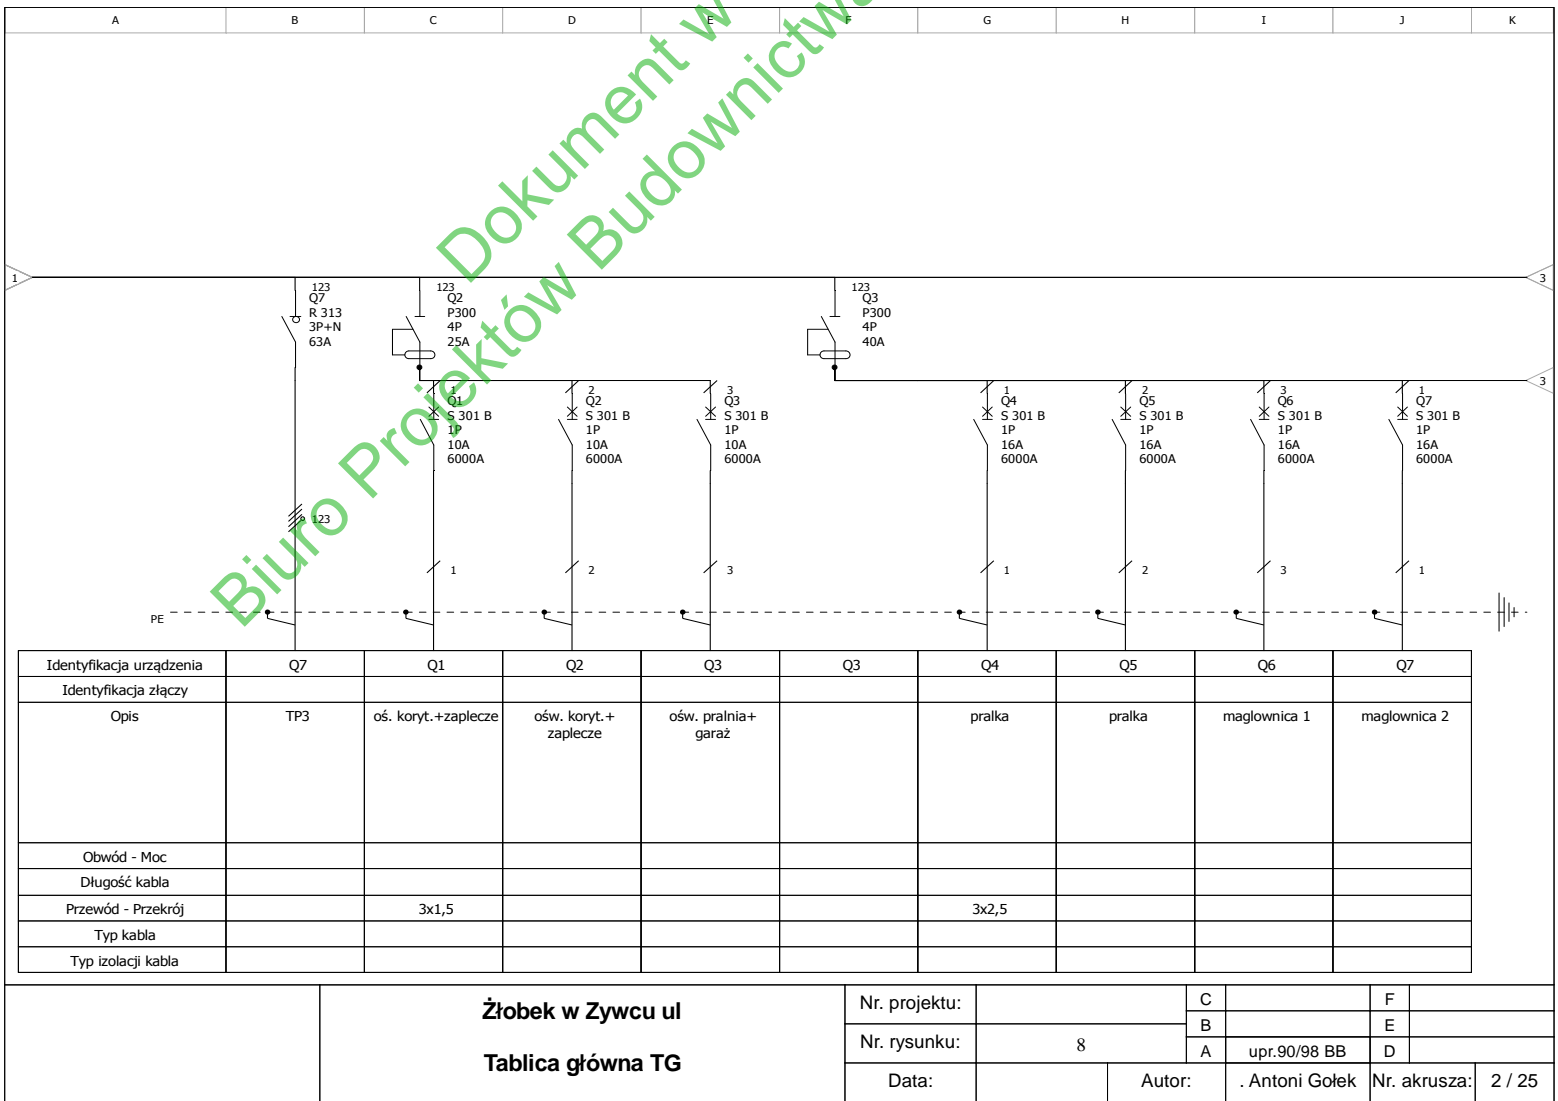 A B C D E F G H I J K
Dokument w
Biuro Projektów Budownictwa
1
3
123
Q7
R 313
3P+N
63A
123
Q2
P300
4P
25A
123
Q3
P300
4P
40A
3
1
Q1
S 301 B
1P
10A
6000A
2
Q2
S 301 B
1P
10A
6000A
3
Q3
S 301 B
1P
10A
6000A
1
Q4
S 301 B
1P
16A
6000A
2
Q5
S 301 B
1P
16A
6000A
3
Q6
S 301 B
1P
16A
6000A
1
Q7
S 301 B
1P
16A
6000A
123
1 2 3 1 2 3 1
PE
Identyfikacja urządzenia Q7 Q1 Q2 Q3 Q3 Q4 Q5 Q6 Q7
Identyfikacja złączy
Opis TP3 oś. koryt.+zaplecze ośw. koryt.+ zaplecze ośw. pralnia+ garaż pralka pralka maglownica 1 maglownica 2
Obwód - Moc
Długość kabla
Przewód - Przekrój 3x1,5 3x2,5
Typ kabla
Typ izolacji kabla
Żłobek w Zywcu ul
Tablica główna TG
Nr. projektu: C F
B E
Nr. rysunku: 8 A upr.90/98 BB D
Data: Autor: . Antoni Gołek Nr. akrusza: 2 / 25